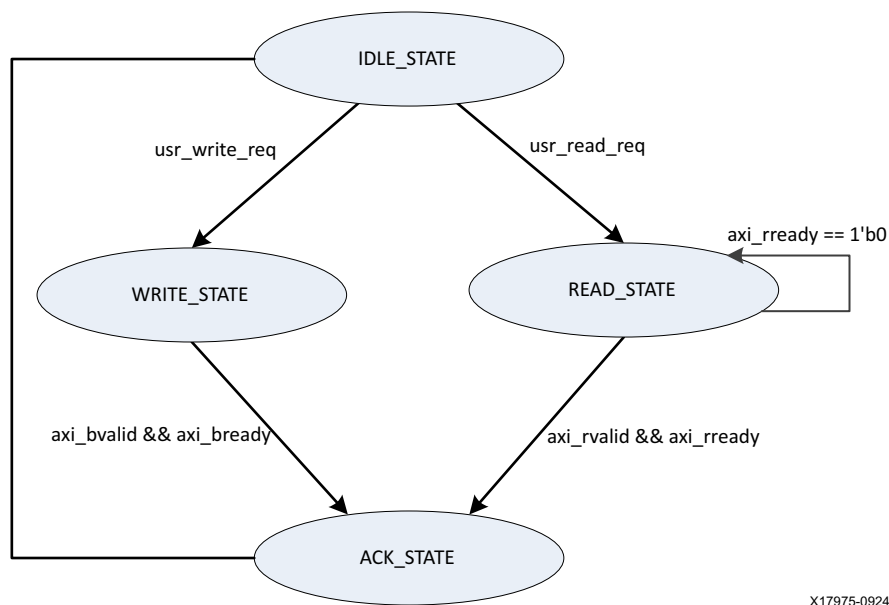 IDLE_STATE
usr_write_req
usr_read_req
axi_rready == 1'b0
WRITE_STATE
READ_STATE
axi_bvalid && axi_bready
axi_rvalid && axi_rready
ACK_STATE
X17975-0924